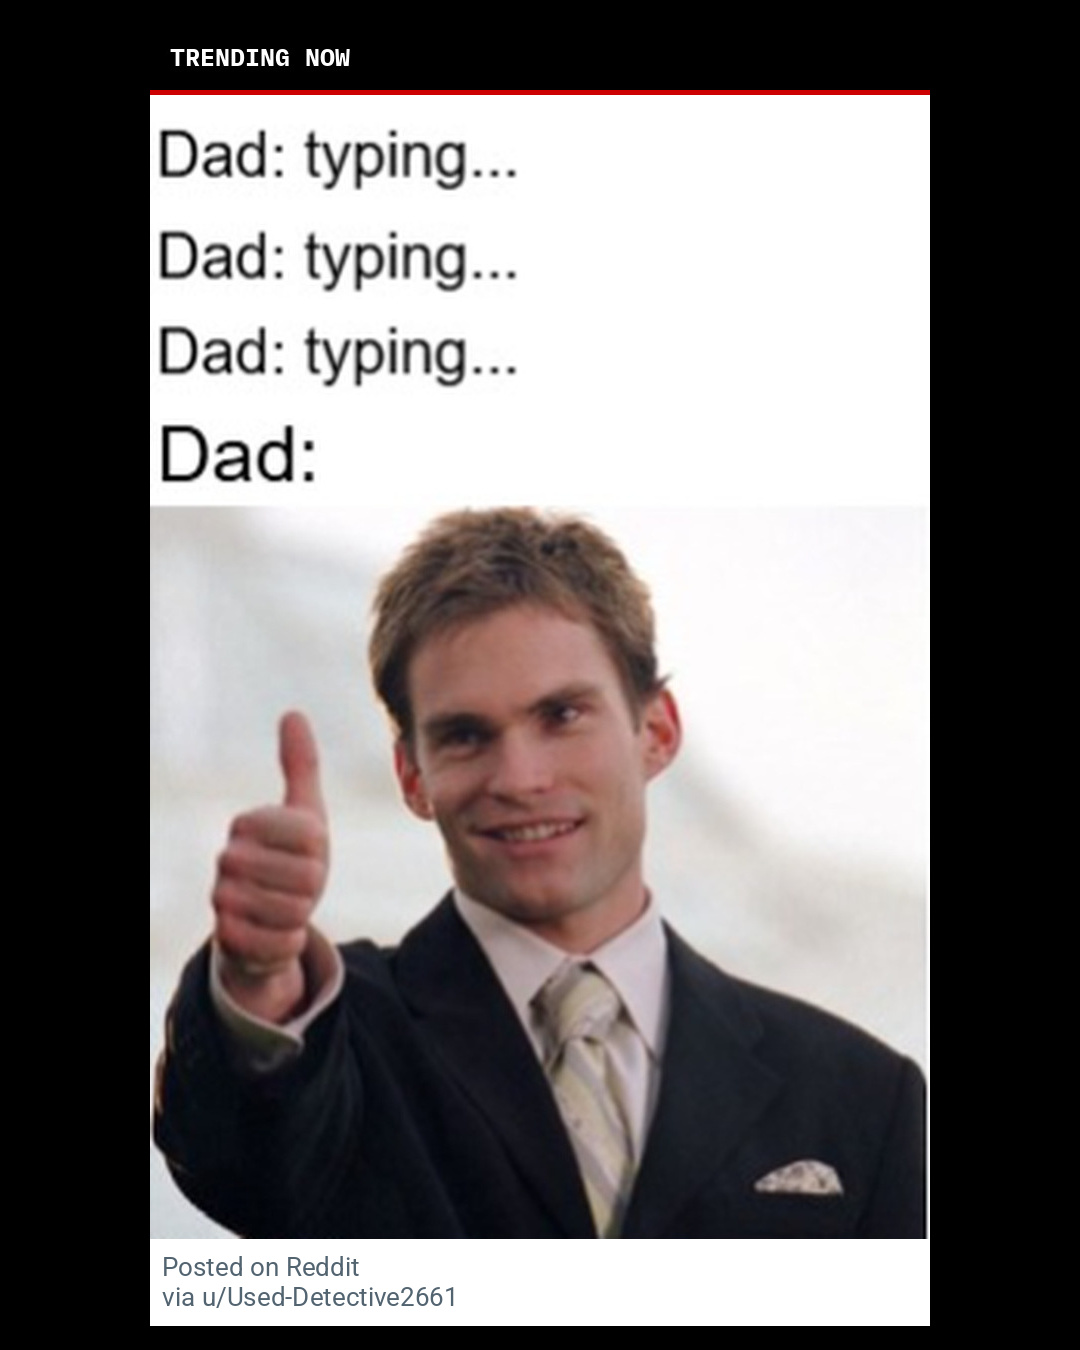 TRENDING NOW
Dad: typing...
Dad: typing...
Dad: typing...
Dad:
Posted on Reddit
via u/Used-Detective2661